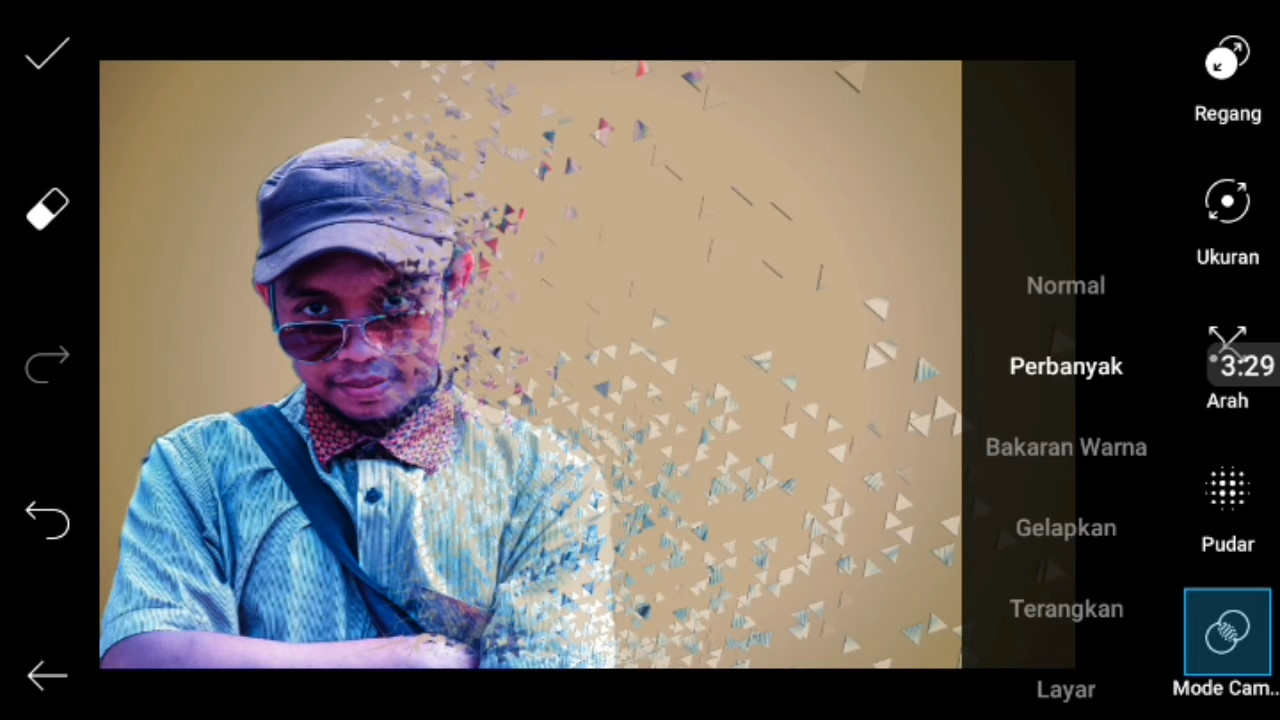 Regang
Ukuran
Normal
Perbanyak
3:29
Arah
Bakaran Warna
Gelapkan
Pudar
Terangkan
Layar
Mode Cam..